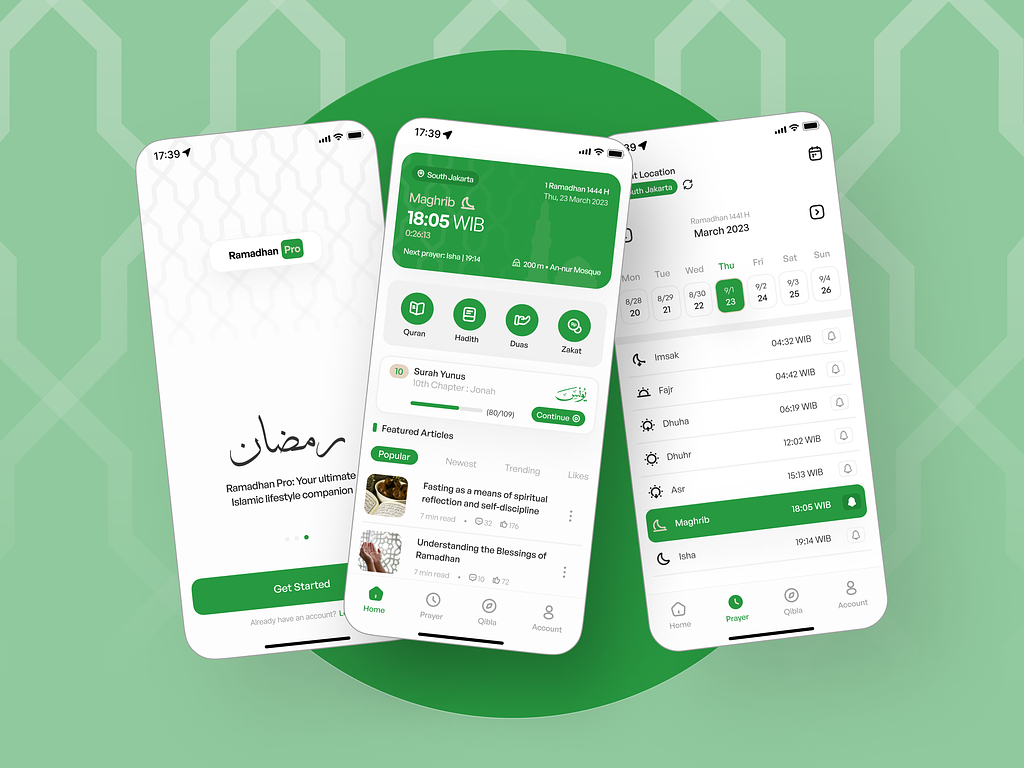 17:39
Ramadhan Pro
رمضان
Ramadhan Pro: Your ultimate
Islamic lifestyle companion
Get Started
Already have an account?
17:39
South Jakarta
1 Ramadhan 1444 H
Thu, 23 March 2023
Maghrib
18:05 WIB
0:26:13
Next prayer: Isha | 19:14
200 m • An-nur Mosque
Quran
Hadith
Duas
Zakat
10
Surah Yunus
10th Chapter : Jonah
يونس
(80/109)
Continue
Featured Articles
Popular
Newest
Trending
Likes
Fasting as a means of spiritual
reflection and self-discipline
7 min read • 32 176
Understanding the Blessings of
Ramadhan
7 min read • 10 72
Home
Prayer
Qibla
Account
:39
Location
South Jakarta
Ramadhan 1441 H
March 2023
Mon Tue Wed Thu Fri Sat Sun
8/28 8/29 8/30 9/1 9/2 9/3 9/4
20 21 22 23 24 25 26
Imsak 04:32 WIB
Fajr 04:42 WIB
Dhuha 06:19 WIB
Dhuhr 12:02 WIB
Asr 15:13 WIB
Maghrib 18:05 WIB
Isha 19:14 WIB
Home
Prayer
Qibla
Account